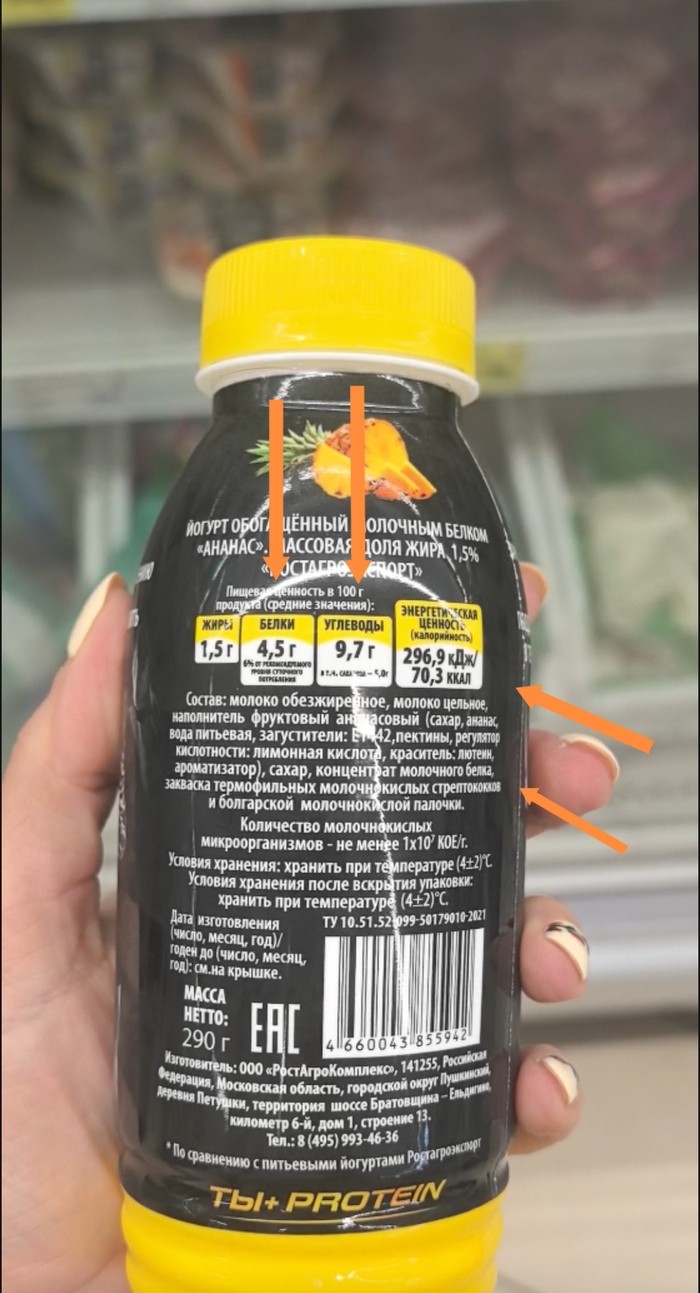 ЙОГУРТ ОБОГАЩЁННЫЙ МОЛОЧНЫМ БЕЛКОМ
«АНАНАС». МАССОВАЯ ДОЛЯ ЖИРА 1,5%
«РОСТАГРОЭКСПОРТ»
Пищевая ценность в 100 г
продукта (средние значения):
ЖИРЫ
1,5 г
БЕЛКИ
4,5 г
6% ОТ РЕКОМЕНДУЕМОГО
УРОВНЯ СУТОЧНОГО
ПОТРЕБЛЕНИЯ
УГЛЕВОДЫ
9,7 г
В Т.Ч. САХАРОЗА – 5,0г
ЭНЕРГЕТИЧЕСКАЯ
ЦЕННОСТЬ
(калорийность)
296,9 кДж/
70,3 ккал
Состав: молоко обезжиренное, молоко цельное,
наполнитель фруктовый ананасовый (сахар, ананас,
вода питьевая, загустители: Е1442,пектины, регулятор
кислотности: лимонная кислота, краситель: лютеин,
ароматизатор), сахар, концентрат молочного белка,
закваска термофильных молочнокислых стрептококков
и болгарской молочнокислой палочки.
Количество молочнокислых
микроорганизмов - не менее 1х10⁷ КОЕ/г.
Условия хранения: хранить при температуре (4±2)°С.
Условия хранения после вскрытия упаковки:
хранить при температуре (4±2)°С.
Дата изготовления
(число, месяц, год)/
годен до (число, месяц,
год): см.на крышке.
ТУ 10.51.52-099-50179010-2021
МАССА
НЕТТО:
290 г
ЕАС
4 660043 855942
Изготовитель: ООО «РостАгроКомплекс», 141255, Российская
Федерация, Московская область, городской округ Пушкинский,
деревня Петушки, территория шоссе Братовщина – Ельдигино,
километр 6-й, дом 1, строение 13.
Тел.: 8 (495) 993-46-36
* По сравнению с питьевыми йогуртами Ростагроэкспорт
ТЫ+ PROTEIN